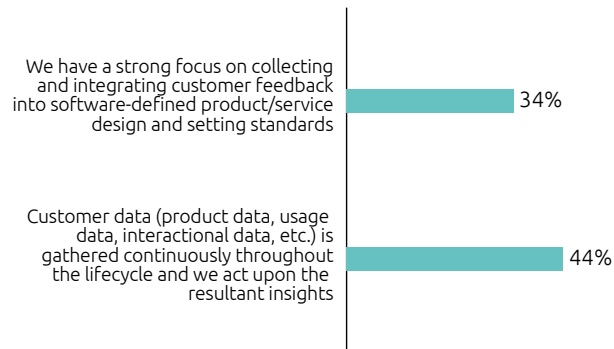 We have a strong focus on collecting
and integrating customer feedback
into software-defined product/service
design and setting standards
34%
Customer data (product data, usage
data, interactional data, etc.) is
gathered continuously throughout
the lifecycle and we act upon the
resultant insights
44%